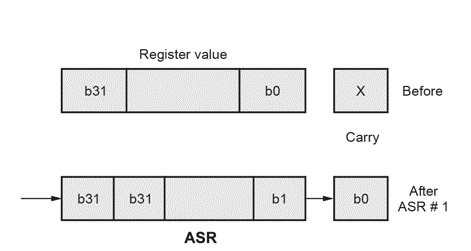 Register value
b31 b0 X Before
Carry
b31 b31 b1 b0 After
ASR # 1
ASR